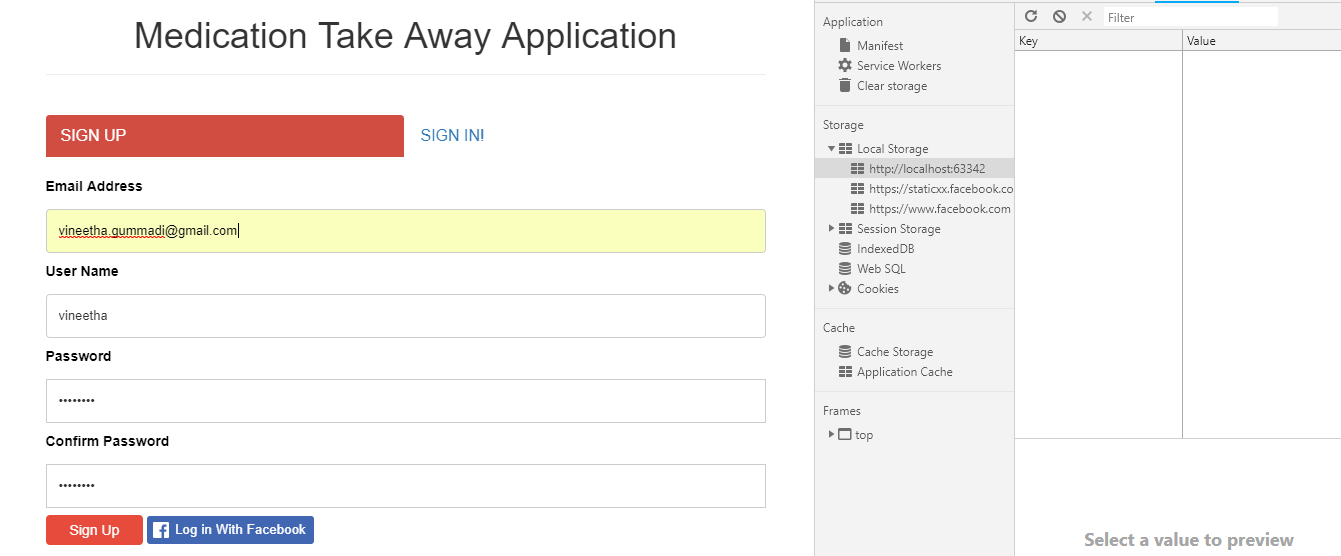 Medication Take Away Application
SIGN UP
SIGN IN!
Email Address
vineetha.gummadi@gmail.com
User Name
vineetha
Password
••••••••
Confirm Password
••••••••
Sign Up
Log in With Facebook
Application
Manifest
Service Workers
Clear storage
Storage
Local Storage
http://localhost:63342
https://staticxx.facebook.co
https://www.facebook.com
Session Storage
IndexedDB
Web SQL
Cookies
Cache
Cache Storage
Application Cache
Frames
top
Filter
Key Value
Select a value to preview